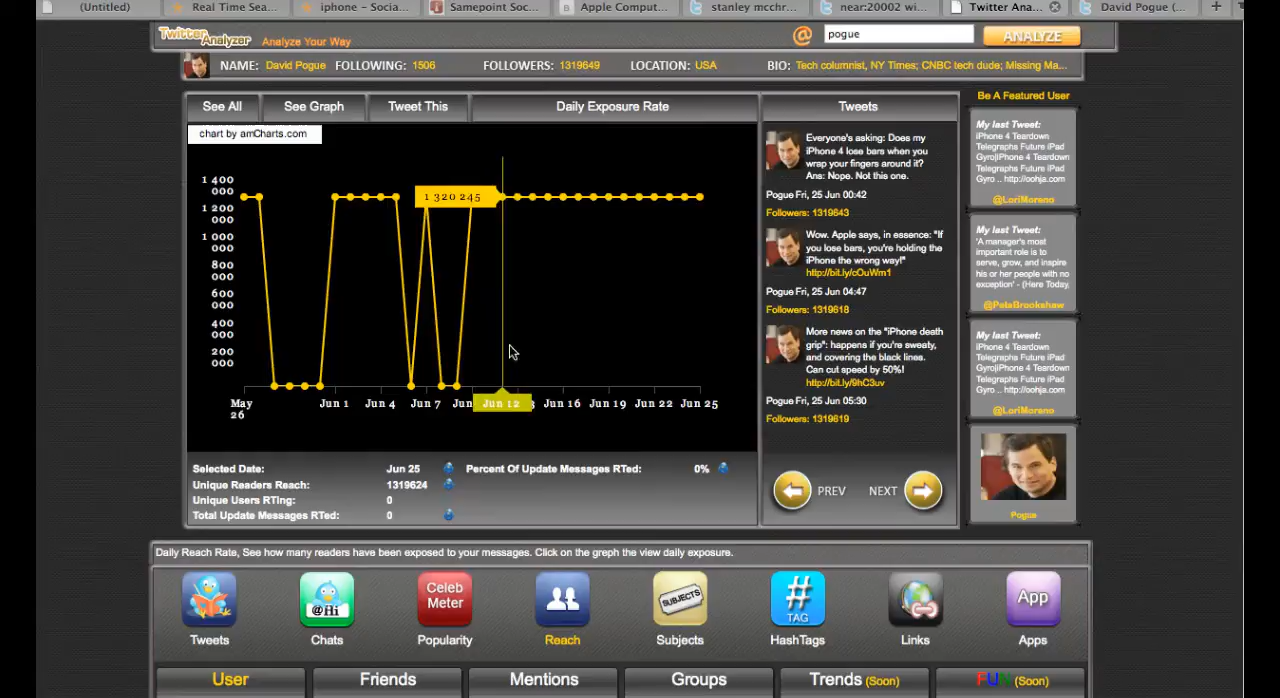 (Untitled) Real Time Sea... iphone – Socia... Samepoint Soc... Apple Comput... stanley mcchr... near:20002 wi... Twitter Ana... David Pogue (...
Twitter Analyzer Analyze Your Way @ pogue ANALYZE
NAME: David Pogue FOLLOWING: 1506 FOLLOWERS: 1319649 LOCATION: USA BIO: Tech columnist, NY Times; CNBC tech dude; Missing Ma...
See All See Graph Tweet This Daily Exposure Rate
chart by amCharts.com
1 400
000
1 200
000
1 000
000
800
000
600
000
400
000
200
000
1 320 245
May
26
Jun 1 Jun 4 Jun 7 Jun Jun 12 3 Jun 16 Jun 19 Jun 22 Jun 25
Selected Date: Jun 25 Percent Of Update Messages RTed: 0%
Unique Readers Reach: 1319624
Unique Users RTing: 0
Total Update Messages RTed: 0
Tweets
Everyone's asking: Does my
iPhone 4 lose bars when you
wrap your fingers around it?
Ans: Nope. Not this one.
Pogue Fri, 25 Jun 00:42
Followers: 1319643
Wow. Apple says, in essence: "If
you lose bars, you're holding the
iPhone the wrong way!"
http://bit.ly/cOuWm1
Pogue Fri, 25 Jun 04:47
Followers: 1319618
More news on the "iPhone death
grip": happens if you're sweaty,
and covering the black lines.
Can cut speed by 50%!
http://bit.ly/9hC3uv
Pogue Fri, 25 Jun 05:30
Followers: 1319619
PREV NEXT
Be A Featured User
My last Tweet:
iPhone 4 Teardown
Telegraphs Future iPad
Gyro|iPhone 4 Teardown
Telegraphs Future iPad
Gyro .. http://oohja.com
@LoriMoreno
My last Tweet:
'A manager's most
important role is to
serve, grow, and inspire
his or her people with no
exception' - (Here Today,
@PeteBrookshaw
My last Tweet:
iPhone 4 Teardown
Telegraphs Future iPad
Gyro|iPhone 4 Teardown
Telegraphs Future iPad
Gyro .. http://oohja.com
@LoriMoreno
Pogue
Daily Reach Rate, See how many readers have been exposed to your messages. Click on the graph the view daily exposure.
@Hi
Celeb
Meter
SUBJECTS
#
TAG
App
Tweets Chats Popularity Reach Subjects HashTags Links Apps
User Friends Mentions Groups Trends (Soon) FUN (Soon)